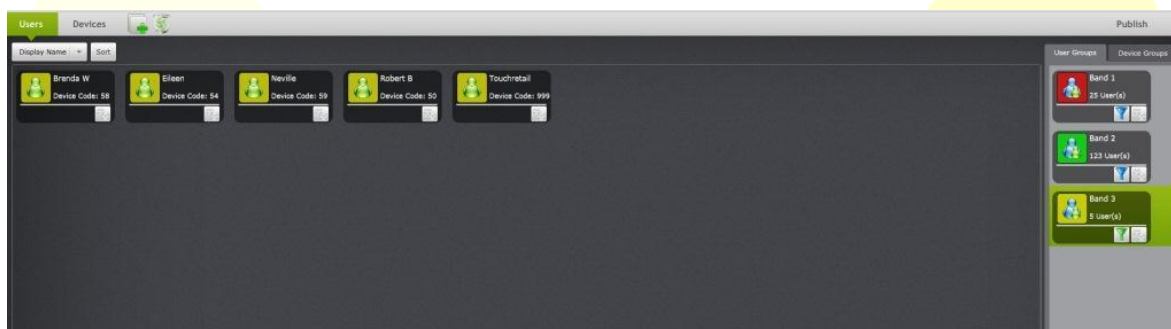 Users
Devices
Publish
Display Name
Sort
User Groups
Device Groups
Brenda W
Device Code: 58
Eileen
Device Code: 54
Neville
Device Code: 59
Robert B
Device Code: 50
Touchretail
Device Code: 999
Band 1
25 User(s)
Band 2
123 User(s)
Band 3
5 User(s)